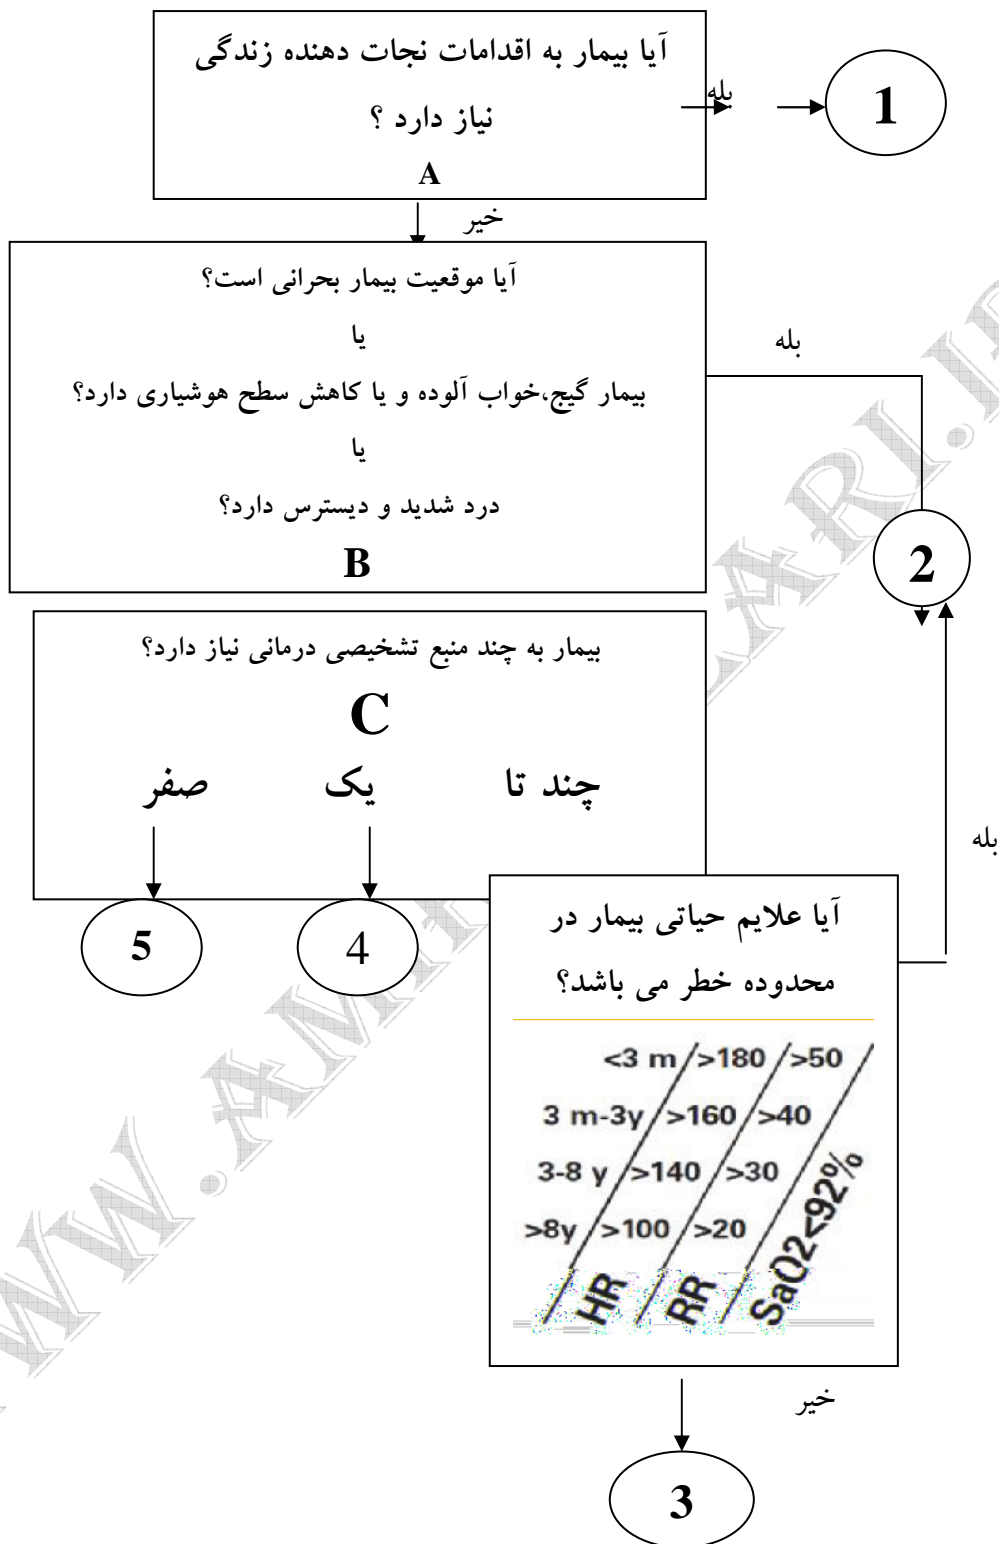 آیا بیمار به اقدامات نجات دهنده زندگی
نیاز دارد ؟
A
بله
1
خیر
آیا موقعیت بیمار بحرانی است؟
یا
بیمار گیج،خواب آلوده و یا کاهش سطح هوشیاری دارد؟
یا
درد شدید و دیسترس دارد؟
B
بله
2
بیمار به چند منبع تشخیصی درمانی نیاز دارد؟
C
چند تا یک صفر
بله
5
4
آیا علایم حیاتی بیمار در
محدوده خطر می باشد؟
<3 m >180 >50
3 m-3y >160 >40
3-8 y >140 >30
>8y >100 >20
HR RR SaO2<92%
خیر
3